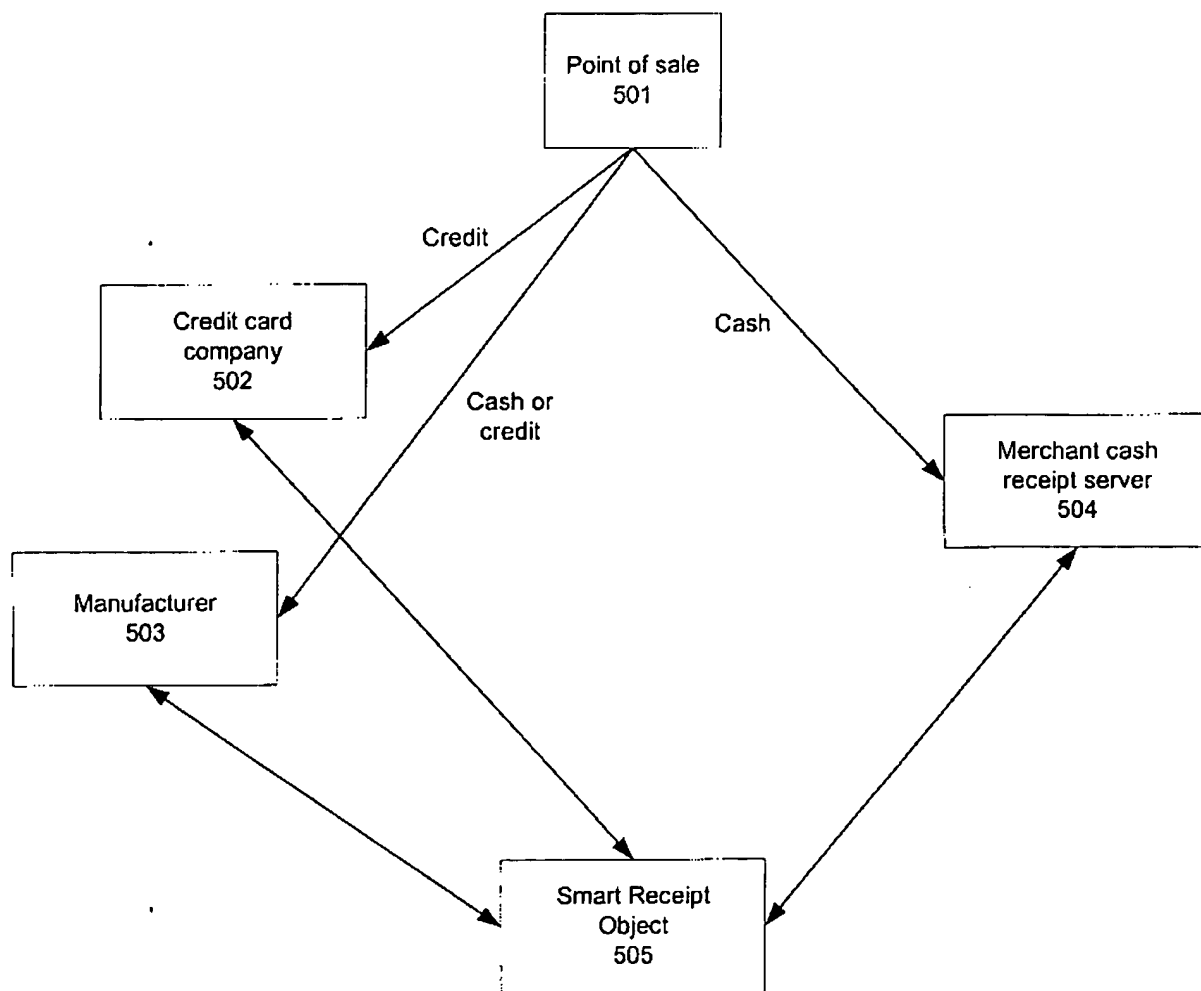 Point of sale
501
Credit
Credit card
company
502
Cash
Cash or
credit
Merchant cash
receipt server
504
Manufacturer
503
Smart Receipt
Object
505